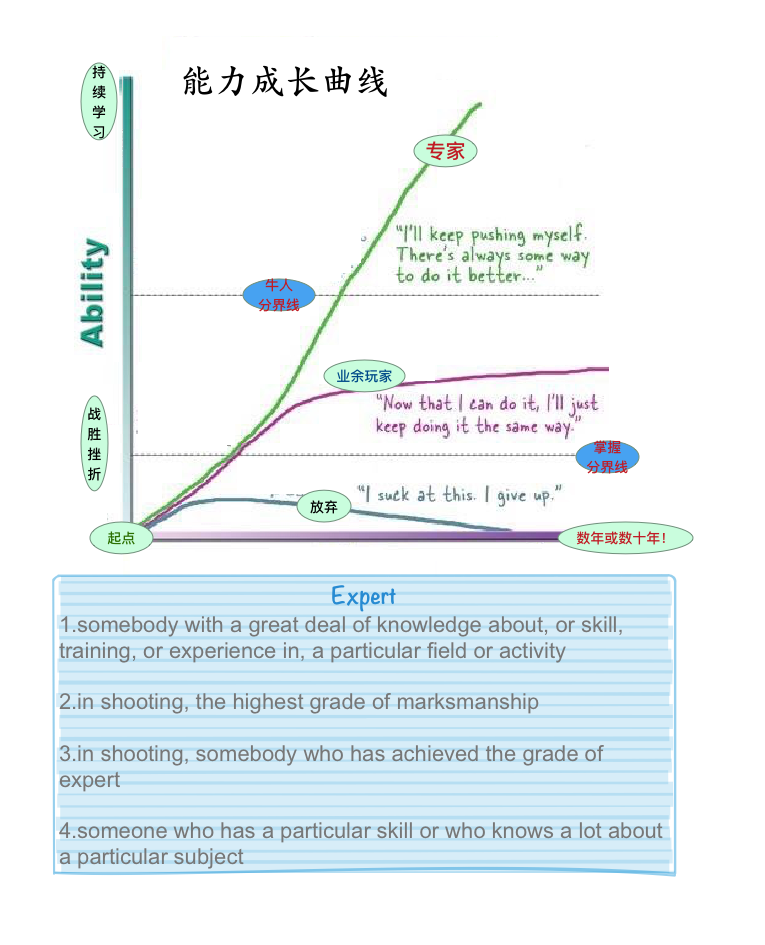 能力成长曲线
持
续
学
习
专家
"I'll keep pushing myself.
There's always some way
to do it better..."
Ability
牛人
分界线
业余玩家
"Now that I can do it, I'll just
keep doing it the same way."
战
胜
挫
折
掌握
分界线
"I suck at this. I give up."
放弃
起点
数年或数十年!
Expert
1.somebody with a great deal of knowledge about, or skill,
training, or experience in, a particular field or activity
2.in shooting, the highest grade of marksmanship
3.in shooting, somebody who has achieved the grade of
expert
4.someone who has a particular skill or who knows a lot about
a particular subject